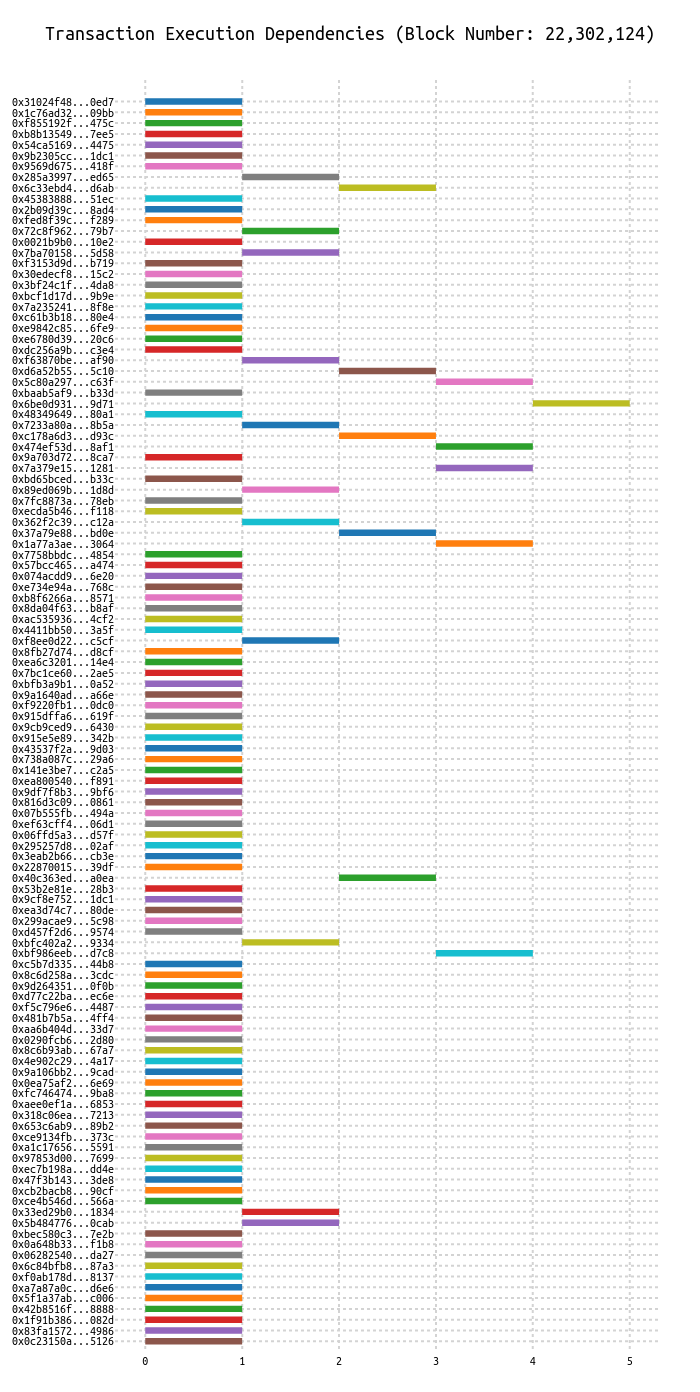 Transaction Execution Dependencies (Block Number: 22,302,124)
0x31024f48...0ed7
0x1c76ad32...09bb
0xf855192f...475c
0xb8b13549...7ee5
0x54ca5169...4475
0x9b2305cc...1dc1
0x9569d675...418f
0x285a3997...ed65
0x6c33ebd4...d6ab
0x45383888...51ec
0x2b09d39c...8ad4
0xfed8f39c...f289
0x72c8f962...79b7
0x0021b9b0...10e2
0x7ba70158...5d58
0xf3153d9d...b719
0x30edecf8...15c2
0x3bf24c1f...4da8
0xbcf1d17d...9b9e
0x7a235241...8f8e
0xc61b3b18...80e4
0xe9842c85...6fe9
0xe6780d39...20c6
0xdc256a9b...c3e4
0xf63870be...af90
0xd6a52b55...5c10
0x5c80a297...c63f
0xbaab5af9...b33d
0x6be0d931...9d71
0x48349649...80a1
0x7233a80a...8b5a
0xc178a6d3...d93c
0x474ef53d...8af1
0x9a703d72...8ca7
0x7a379e15...1281
0xbd65bced...b33c
0x89ed069b...1d8d
0x7fc8873a...78eb
0xecda5b46...f118
0x362f2c39...c12a
0x37a79e88...bd0e
0x1a77a3ae...3064
0x7758bbdc...4854
0x57bcc465...a474
0x074acdd9...6e20
0xe734e94a...768c
0xb8f6266a...8571
0x8da04f63...b8af
0xac535936...4cf2
0x4411bb50...3a5f
0xf8ee0d22...c5cf
0x8fb27d74...d8cf
0xea6c3201...14e4
0x7bc1ce60...2ae5
0xbfb3a9b1...0a52
0x9a1640ad...a66e
0xf9220fb1...0dc0
0x915dffa6...619f
0x9cb9ced9...6430
0x915e5e89...342b
0x43537f2a...9d03
0x738a087c...29a6
0x141e3be7...c2a5
0xea800540...f891
0x9df7f8b3...9bf6
0x816d3c09...0861
0x07b555fb...494a
0xef63cff4...06d1
0x06ffd5a3...d57f
0x295257d8...02af
0x3eab2b66...cb3e
0x22870015...39df
0x40c363ed...a0ea
0x53b2e81e...28b3
0x9cf8e752...1dc1
0xea3d74c7...80de
0x299acae9...5c98
0xd457f2d6...9574
0xbfc402a2...9334
0xbf986eeb...d7c8
0xc5b7d335...44b8
0x8c6d258a...3cdc
0x9d264351...0f0b
0xd77c22ba...ec6e
0xf5c796e6...4487
0x481b7b5a...4ff4
0xaa6b404d...33d7
0x0290fcb6...2d80
0x8c6b93ab...67a7
0x4e902c29...4a17
0x9a106bb2...9cad
0x0ea75af2...6e69
0xfc746474...9ba8
0xaee0ef1a...6853
0x318c06ea...7213
0x653c6ab9...89b2
0xce9134fb...373c
0xa1c17656...5591
0x97853d00...7699
0xec7b198a...dd4e
0x47f3b143...3de8
0xcb2bacb8...90cf
0xce4b546d...566a
0x33ed29b0...1834
0x5b484776...0cab
0xbec580c3...7e2b
0x0a648b33...f1b8
0x06282540...da27
0x6c84bfb8...87a3
0xf0ab178d...8137
0xa7a87a0c...d6e6
0x5f1a37ab...c006
0x42b8516f...8888
0x1f91b386...082d
0x83fa1572...4986
0x0c23150a...5126
0 1 2 3 4 5